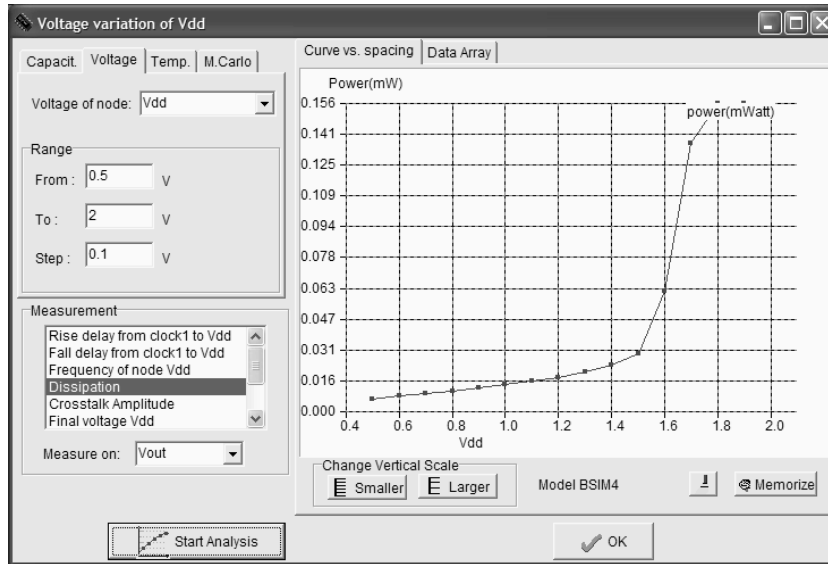 Voltage variation of Vdd
Capacit. Voltage Temp. M.Carlo
Voltage of node: Vdd
Range
From : 0.5 V
To : 2 V
Step : 0.1 V
Measurement
Rise delay from clock1 to Vdd
Fall delay from clock1 to Vdd
Frequency of node Vdd
Dissipation
Crosstalk Amplitude
Final voltage Vdd
Measure on: Vout
Start Analysis
Curve vs. spacing Data Array
Power(mW)
power(mWatt)
0.156
0.141
0.125
0.109
0.094
0.078
0.063
0.047
0.031
0.016
0.000
0.4 0.6 0.8 1.0 1.2 1.4 1.6 1.8 2.0
Vdd
Change Vertical Scale
Smaller Larger
Model BSIM4
Memorize
OK